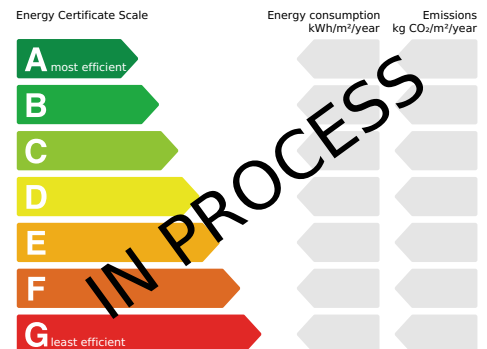 Energy Certificate Scale
Energy consumption
kWh/m²/year
Emissions
kg CO₂/m²/year
A most efficient
B
C
D
E
F
G least efficient
IN PROCESS